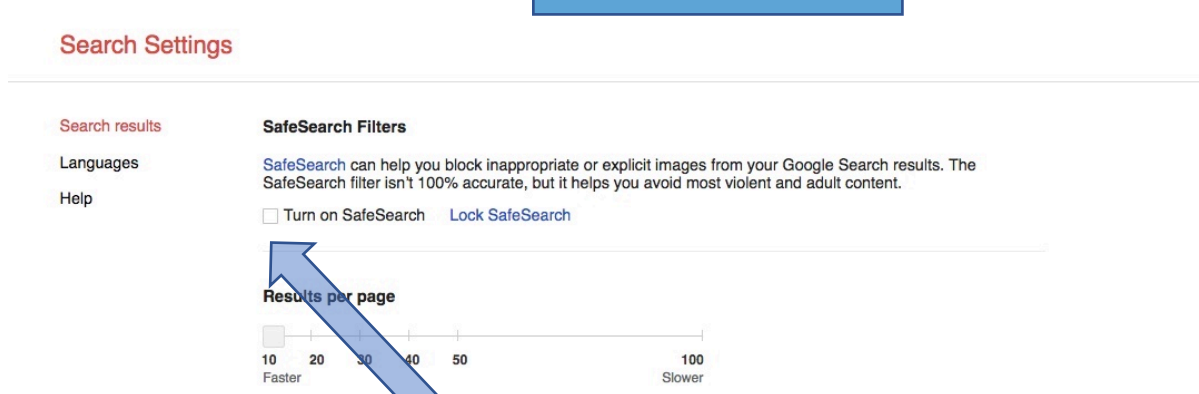 Search Settings
Search results
Languages
Help
SafeSearch Filters
SafeSearch can help you block inappropriate or explicit images from your Google Search results. The
SafeSearch filter isn't 100% accurate, but it helps you avoid most violent and adult content.
Turn on SafeSearch Lock SafeSearch
Results per page
10 20 30 40 50 100
Faster Slower